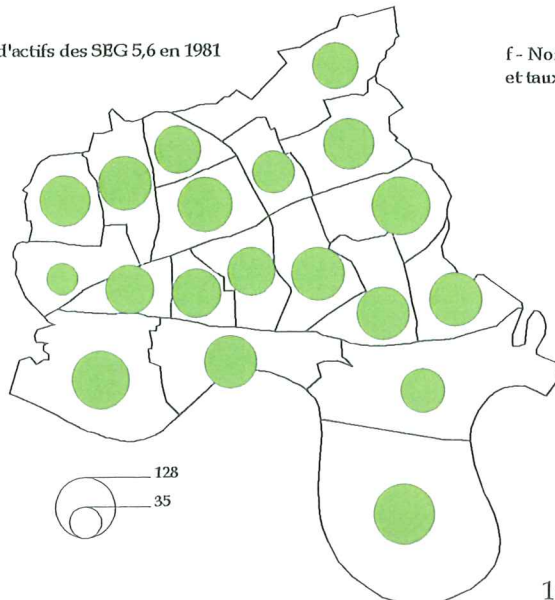 d'actifs des SEG 5,6 en 1981
f - No
et taux
128
35
1